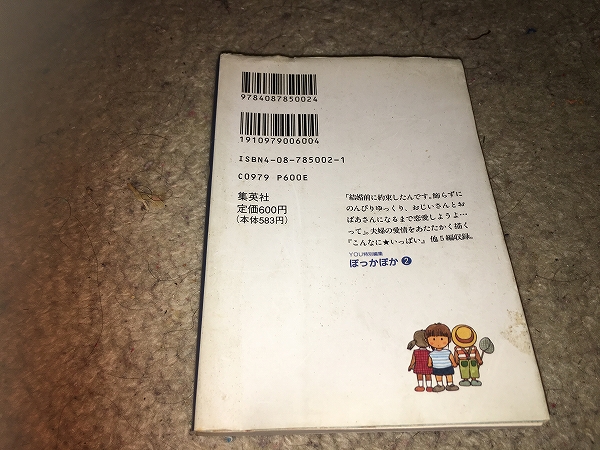 9784087850024
1910979006004
ISBN4-08-785002-1
C0979 P600E
集英社
定価600円
(本体583円)
「結婚前に約束したんです。飾らずに
のんびりゆっくり、おじいさんとお
ばあさんになるまで恋愛しようよ…
って」。夫婦の愛情をあたたかく描く
『こんなに★いっぱい』他5編収録。
YOU特別編集
ぽっかぽか2